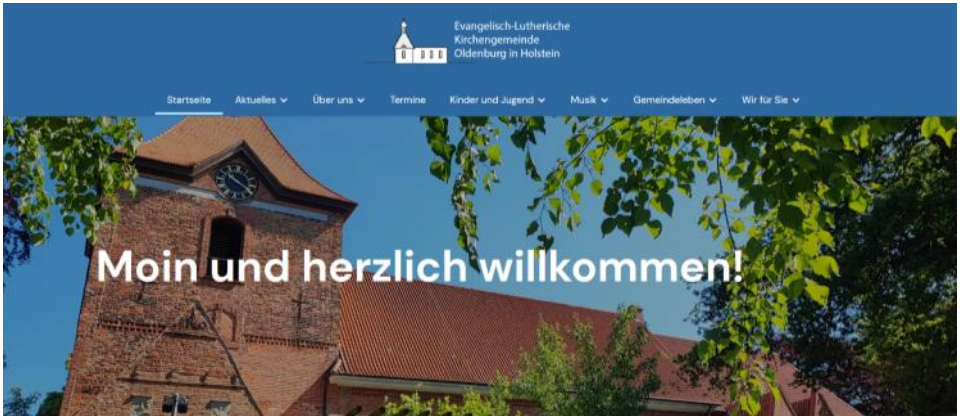 Evangelisch-Lutherische
Kirchengemeinde
Oldenburg in Holstein
Startseite Aktuelles Über uns Termine Kinder und Jugend Musik Gemeindeleben Wir für Sie
Moin und herzlich willkommen!